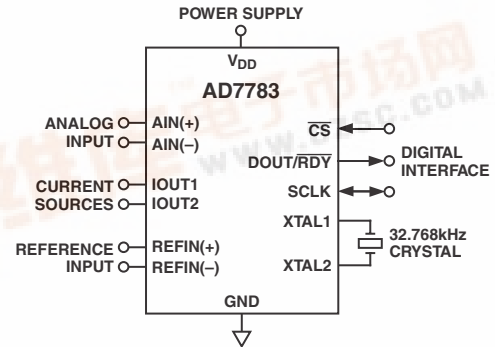 POWER SUPPLY
VDD
AD7783
ANALOG INPUT
AIN(+)
AIN(–)
CURRENT SOURCES
IOUT1
IOUT2
REFERENCE INPUT
REFIN(+)
REFIN(–)
CS
DOUT/RDY
SCLK
DIGITAL INTERFACE
XTAL1
XTAL2
32.768kHz
CRYSTAL
GND